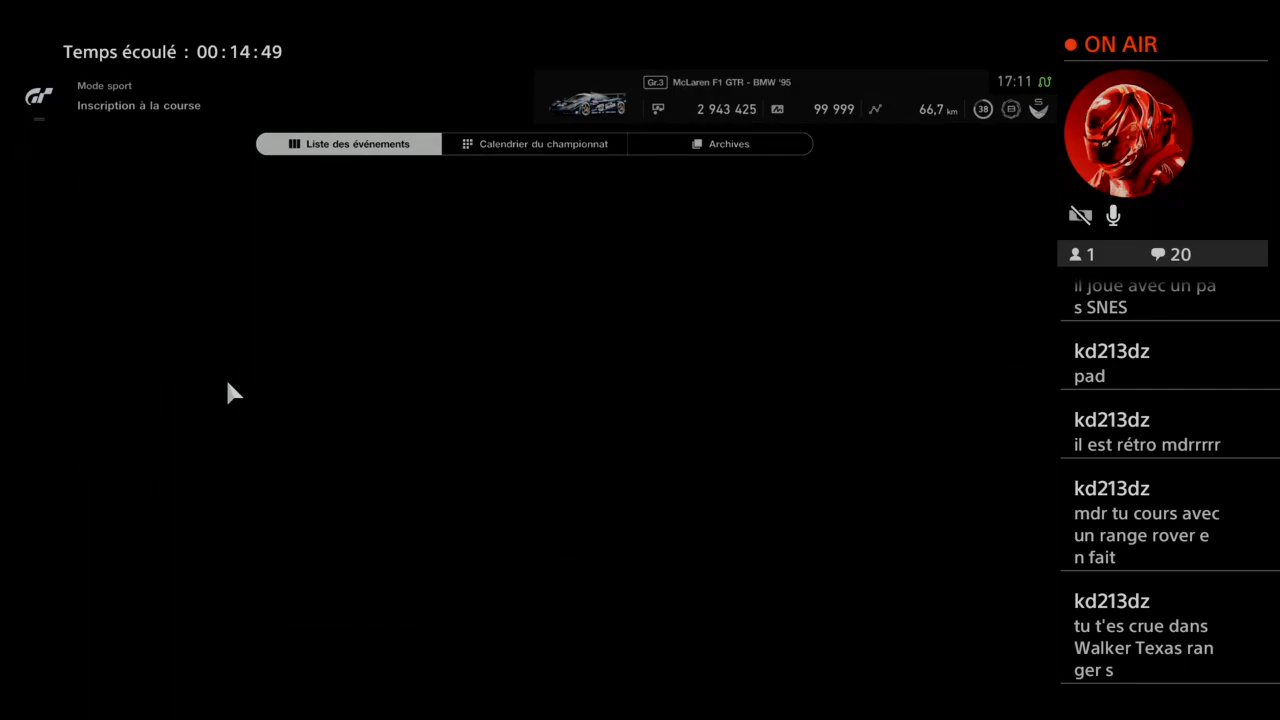 Temps écoulé : 00:14:49
ON AIR
Mode sport
Inscription à la course
Gr.3 McLaren F1 GTR - BMW '95
17:11
2 943 425 99 999 66,7 km 38 B S
Liste des événements Calendrier du championnat Archives
1 20
il joue avec un pa
s SNES
kd213dz
pad
kd213dz
il est rétro mdrrrrr
kd213dz
mdr tu cours avec
un range rover e
n fait
kd213dz
tu t'es crue dans
Walker Texas ran
ger s